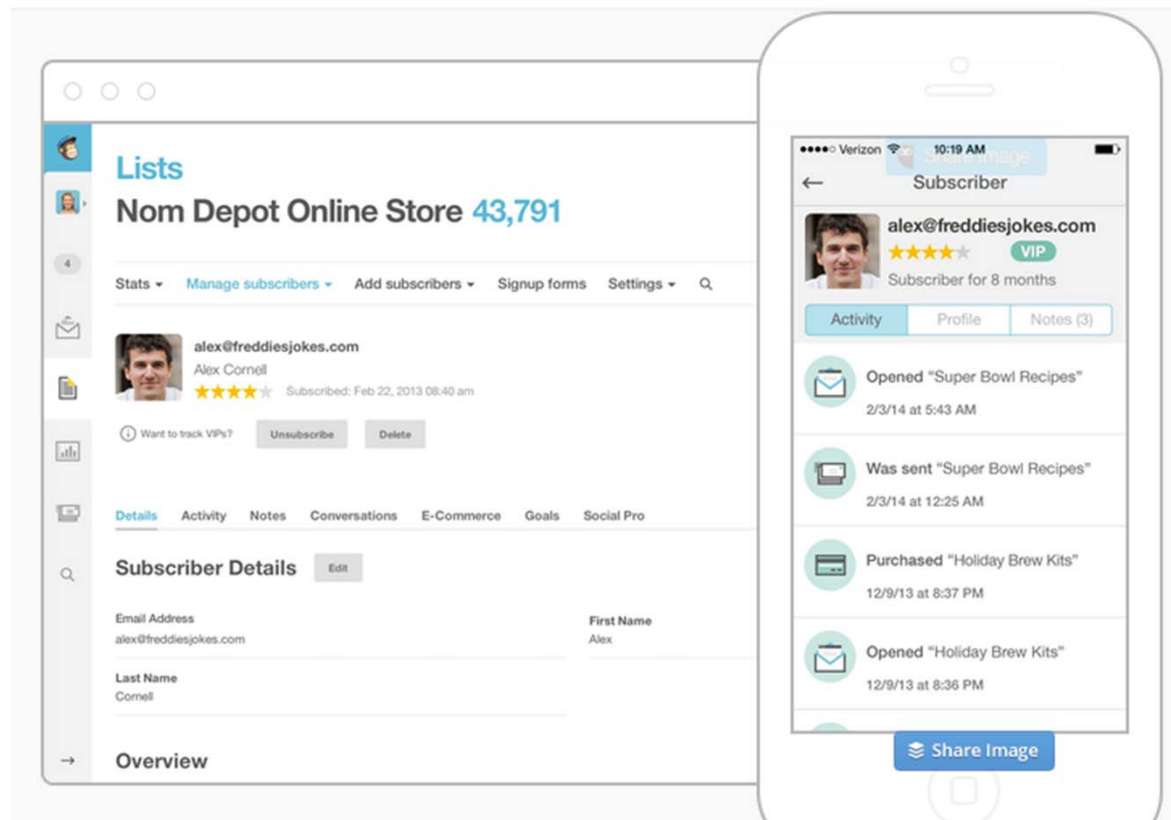 Lists
Nom Depot Online Store 43,791
4
Stats Manage subscribers Add subscribers Signup forms Settings
alex@freddiesjokes.com
Alex Cornell
Subscribed: Feb 22, 2013 08:40 am
Want to track VIPs? Unsubscribe Delete
Details Activity Notes Conversations E-Commerce Goals Social Pro
Subscriber Details Edit
Email Address
alex@freddiesjokes.com
First Name
Alex
Last Name
Cornell
Overview
Verizon 10:19 AM
Share Image
Subscriber
alex@freddiesjokes.com
VIP
Subscriber for 8 months
Activity Profile Notes (3)
Opened “Super Bowl Recipes”
2/3/14 at 5:43 AM
Was sent “Super Bowl Recipes”
2/3/14 at 12:25 AM
Purchased “Holiday Brew Kits”
12/9/13 at 8:37 PM
Opened “Holiday Brew Kits”
12/9/13 at 8:36 PM
Share Image